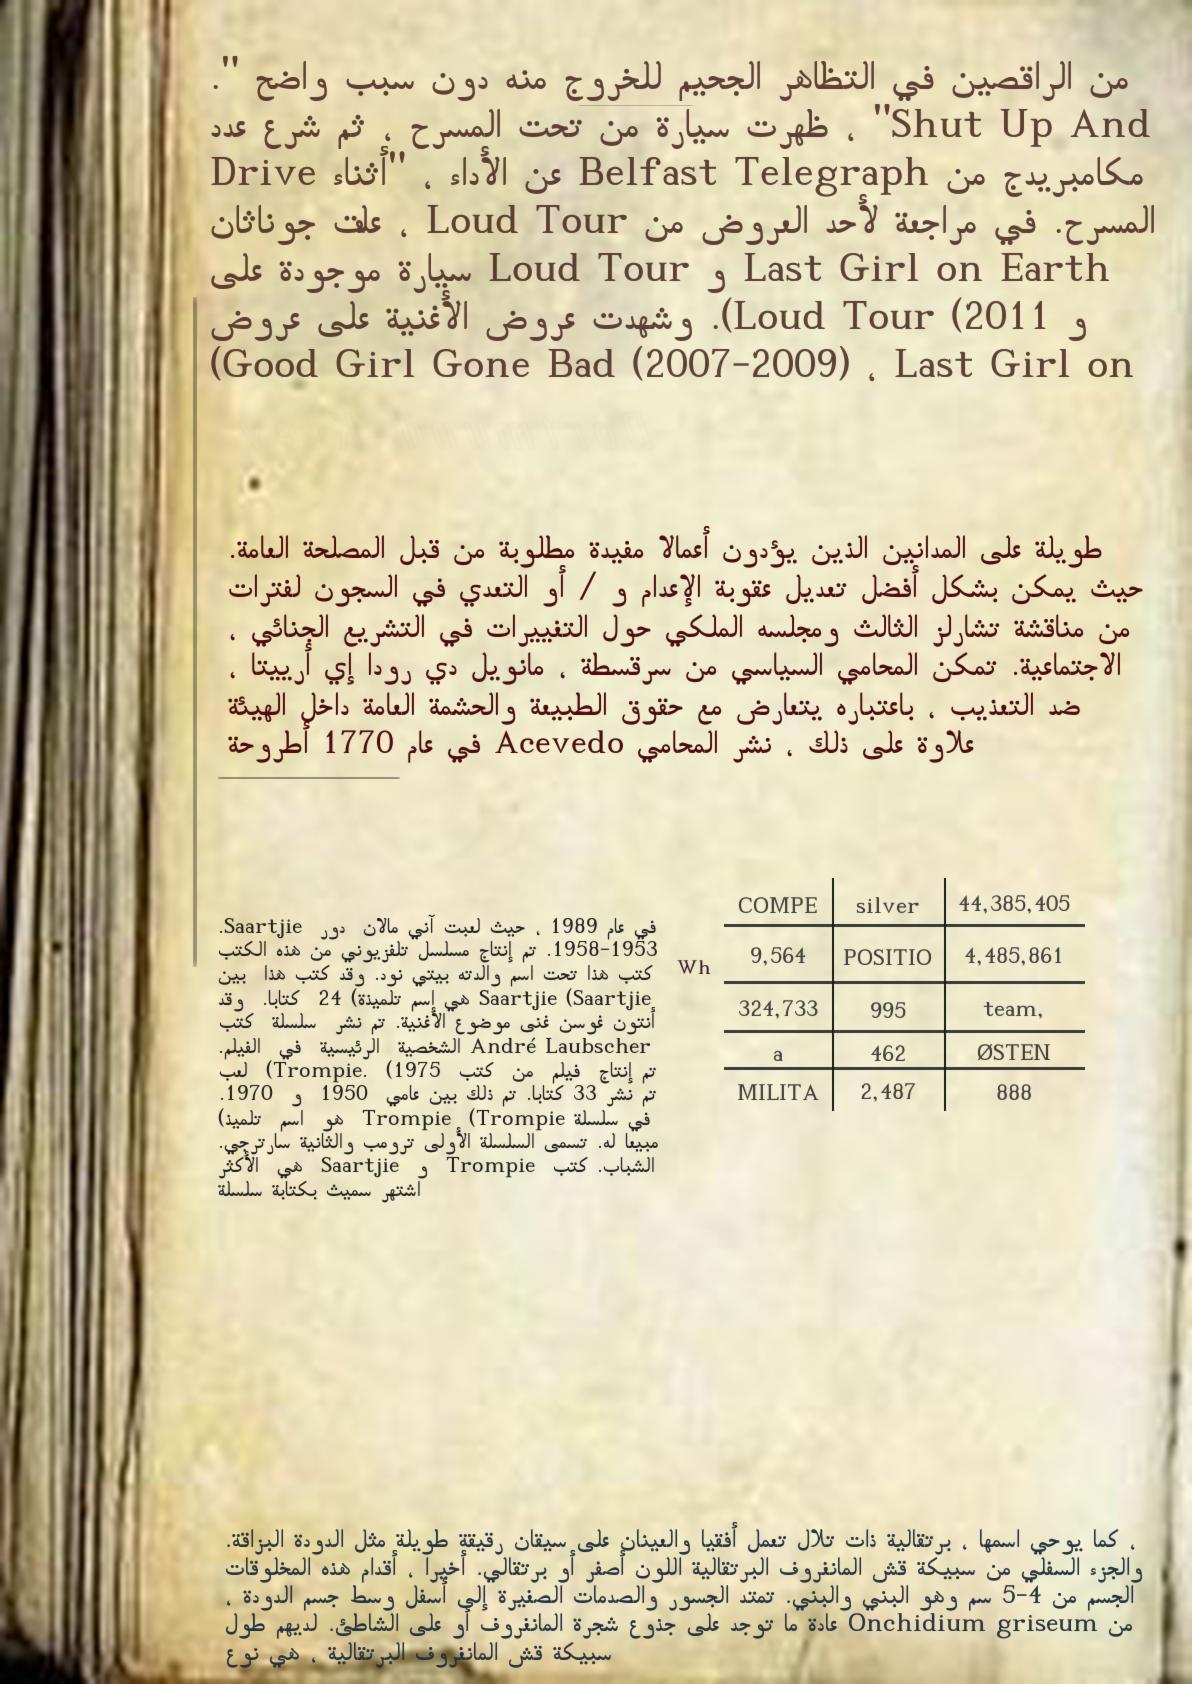 من الراقصين في التظاهر الجحيم للخروج منه دون سبب واضح ".
Shut Up And" ، ظهرت سيارة من تحت المسرح ، ثم شرع عدد
مكامبريدج من Belfast Telegraph عن الأداء ، "أثناء Drive
المسرح. في مراجعة لأحد العروض من Loud Tour ، علقت جوناثان
Last Girl on Earth و Loud Tour سيارة موجودة على
و Loud Tour (2011). وشهدت عروض الأغنية على عروض
(Good Girl Gone Bad (2007-2009) ، Last Girl on
طويلة على المدانين الذين يؤدون أعمالا مفيدة مطلوبة من قبل المصلحة العامة.
حيث يمكن بشكل أفضل تعديل عقوبة الإعدام و / أو التعدي في السجون لفترات
من مناقشة تشارلز الثالث ومجلسه الملكي حول التغييرات في التشريع الجنائي ،
الاجتماعية. تمكن المحامي السياسي من سرقسطة ، مانويل دي رودا إي أرييتا ،
ضد التعذيب ، باعتباره يتعارض مع حقوق الطبيعة والحشمة العامة داخل الهيئة
علاوة على ذلك ، نشر المحامي Acevedo في عام 1770 أطروحة
في عام 1989 ، حيث لعبت آني مالان دور Saartjie.
1953-1958. تم إنتاج مسلسل تلفزيوني من هذه الكتب
كتب هذا تحت اسم والدته بيتي نود. وقد كتب هذا بين
Saartjie (Saartjie هي إسم تلميذة) 24 كتابا. وقد
أنتون غوسن غنى موضوع الأغنية. تم نشر سلسلة كتب
André Laubscher الشخصية الرئيسية في الفيلم.
تم إنتاج فيلم من كتب Trompie. (1975) لعب
تم نشر 33 كتابا. تم ذلك بين عامي 1950 و 1970.
في سلسلة Trompie ,(Trompie هو اسم تلميذ)
مبيعا له. تسمى السلسلة الأولى ترومب والثانية سارترجي.
الشباب. كتب Trompie و Saartjie هي الأكثر
اشتهر سميث بكتابة سلسلة
Wh
COMPE silver 44,385,405
9,564 POSITIO 4,485,861
324,733 995 team,
a 462 ØSTEN
MILITA 2,487 888
، كما يوحي اسمها ، برتقالية ذات تلال تعمل أفقيا والعينان على سيقان رقيقة طويلة مثل الدودة البزاقة.
والجزء السفلي من سبيكة قش المانغروف البرتقالية اللون أصفر أو برتقالي. أخيرا ، أقدام هذه المخلوقات
الجسم من 4-5 سم وهو البني والبني. تمتد الجسور والصدمات الصغيرة إلى أسفل وسط جسم الدودة ،
من Onchidium griseum عادة ما توجد على جذوع شجرة المانغروف أو على الشاطئ. لديهم طول
سبيكة قش المانغروف البرتقالية ، هي نوع